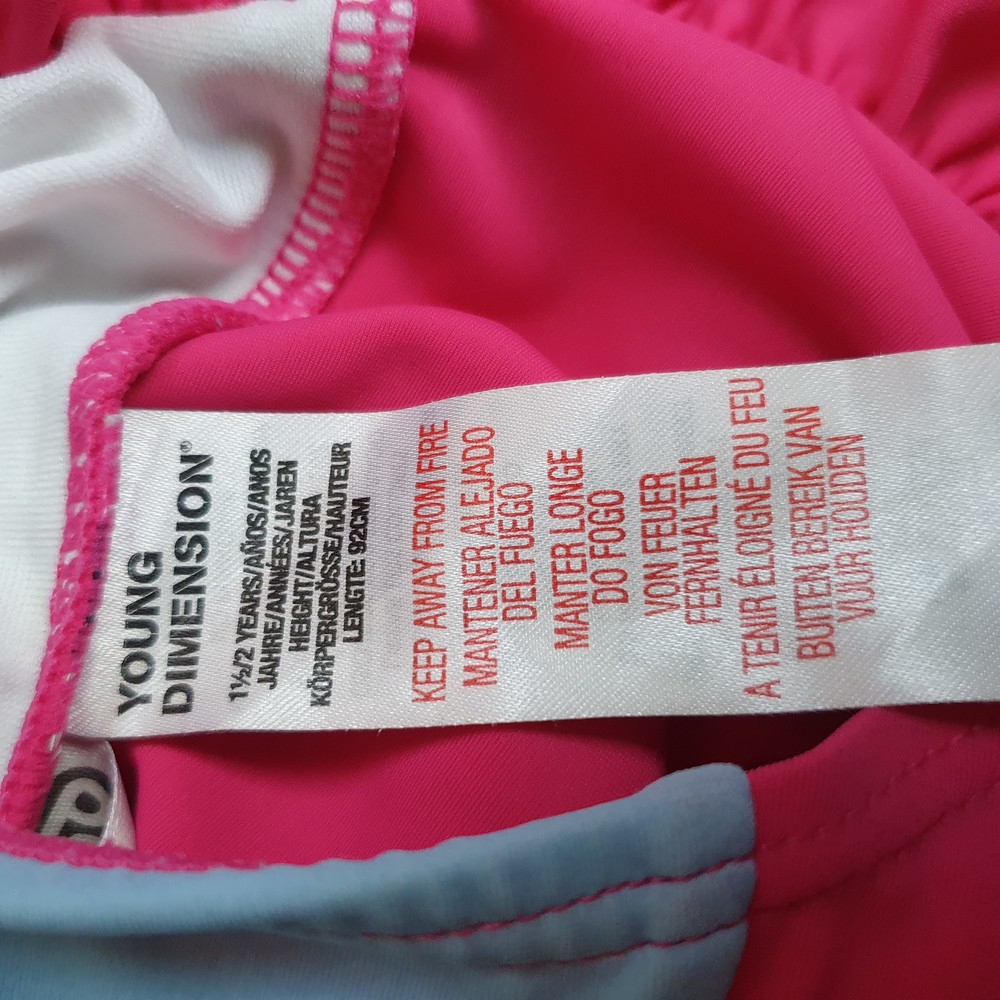 YOUNG
DIMENSION®
1½/2 YEARS/AÑOS/ANOS
JAHRE/ANNÉES/JAREN
HEIGHT/ALTURA
KÖRPERGRÖSSE/HAUTEUR
LENGTE: 92CM
KEEP AWAY FROM FIRE
MANTENER ALEJADO
DEL FUEGO
MANTER LONGE
DO FOGO
VON FEUER
FERNHALTEN
A TENIR ÉLOIGNÉ DU FEU
BUITEN BEREIK VAN
VUUR HOUDEN